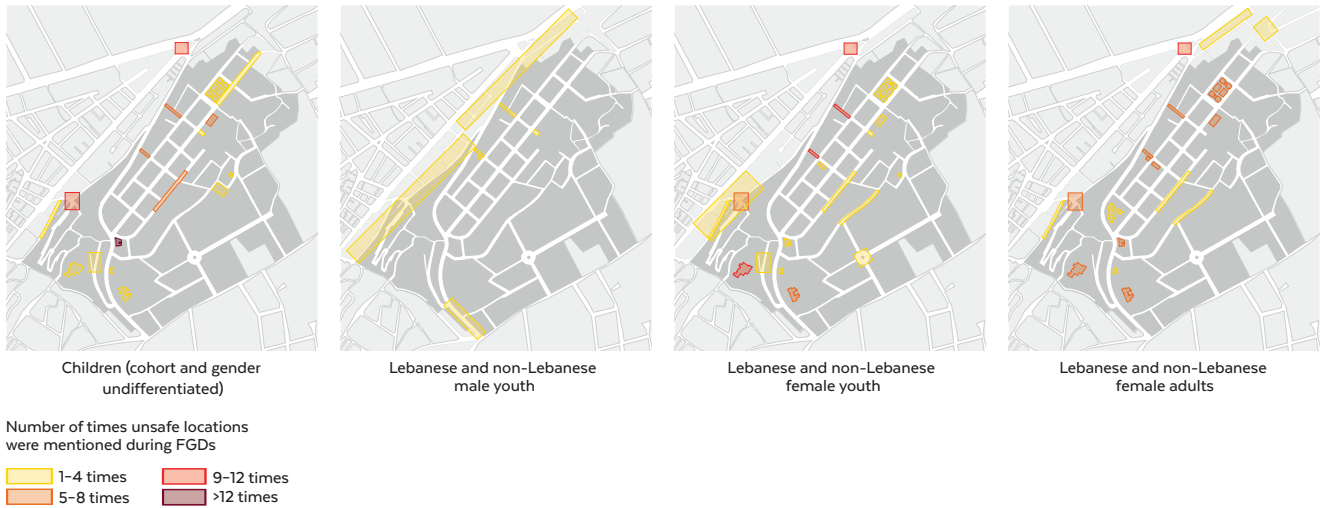 Children (cohort and gender
undifferentiated)
Lebanese and non-Lebanese
male youth
Lebanese and non-Lebanese
female youth
Lebanese and non-Lebanese
female adults
Number of times unsafe locations
were mentioned during FGDs
1–4 times
9–12 times
5–8 times
>12 times